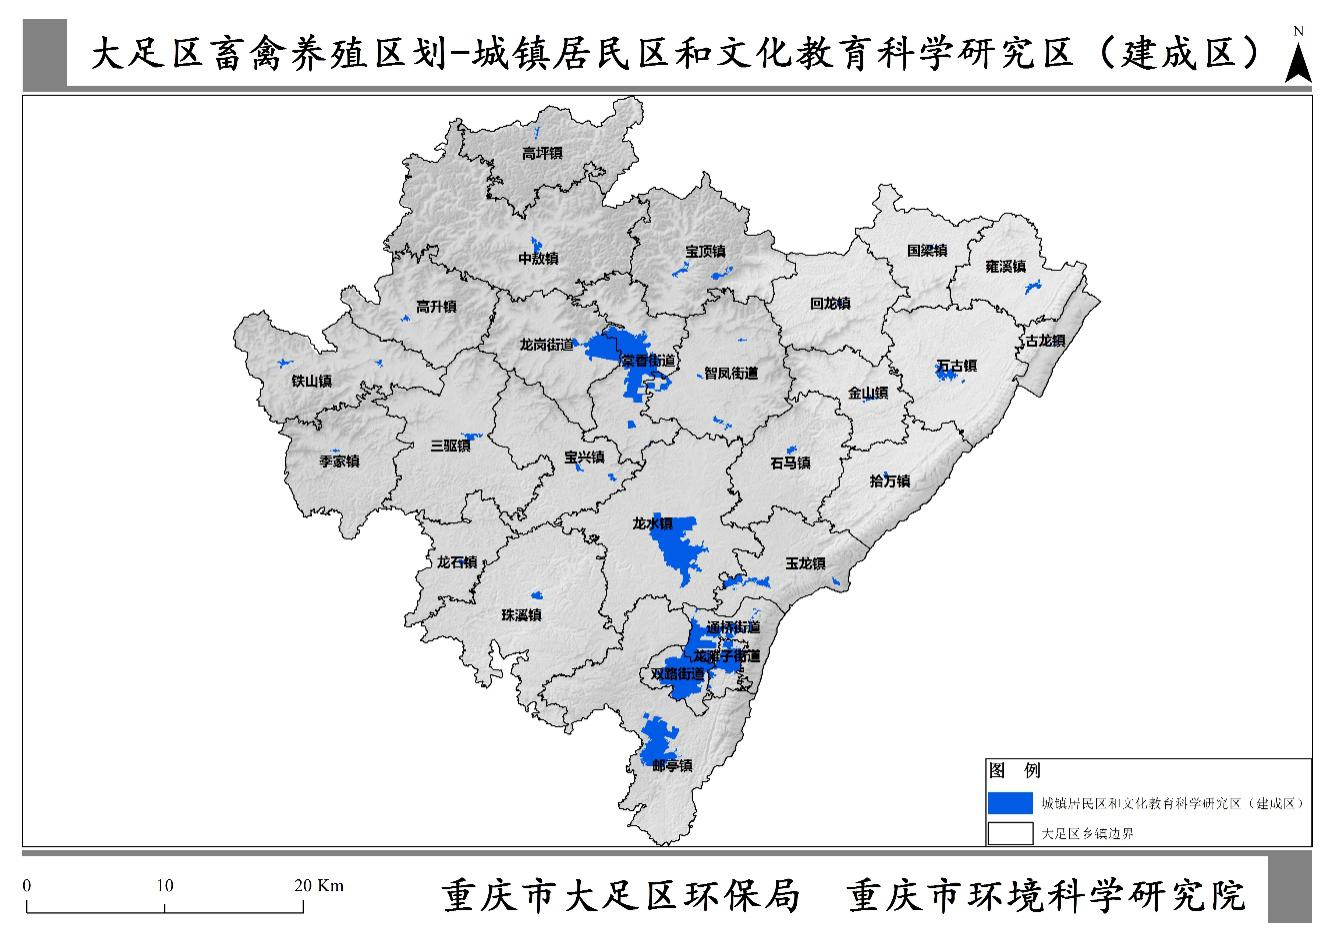 大足区畜禽养殖区划-城镇居民区和文化教育科学研究区（建成区）
N
高坪镇
中敖镇
宝顶镇
国梁镇
雍溪镇
高升镇
回龙镇
古龙镇
龙岗街道
棠香街道
智凤街道
万古镇
铁山镇
金山镇
三驱镇
宝兴镇
季家镇
石马镇
拾万镇
龙水镇
龙石镇
玉龙镇
珠溪镇
通桥街道
龙滩子街道
双路街道
邮亭镇
图 例
城镇居民区和文化教育科学研究区（建成区）
大足区乡镇边界
0 10 20 Km
重庆市大足区环保局 重庆市环境科学研究院